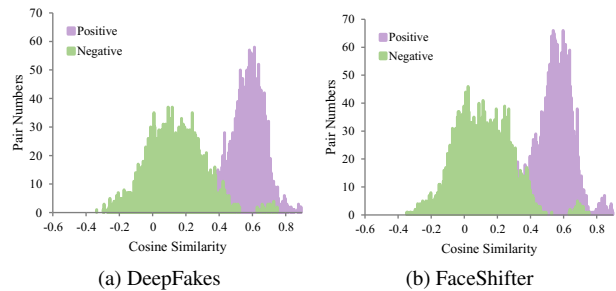 70
60
50
40
30
20
10
0
Pair Numbers
Positive
Negative
-0.6 -0.4 -0.2 0 0.2 0.4 0.6 0.8
Cosine Similarity
(a) DeepFakes
70
60
50
40
30
20
10
0
Pair Numbers
Positive
Negative
-0.6 -0.4 -0.2 0 0.2 0.4 0.6 0.8
Cosine Similarity
(b) FaceShifter